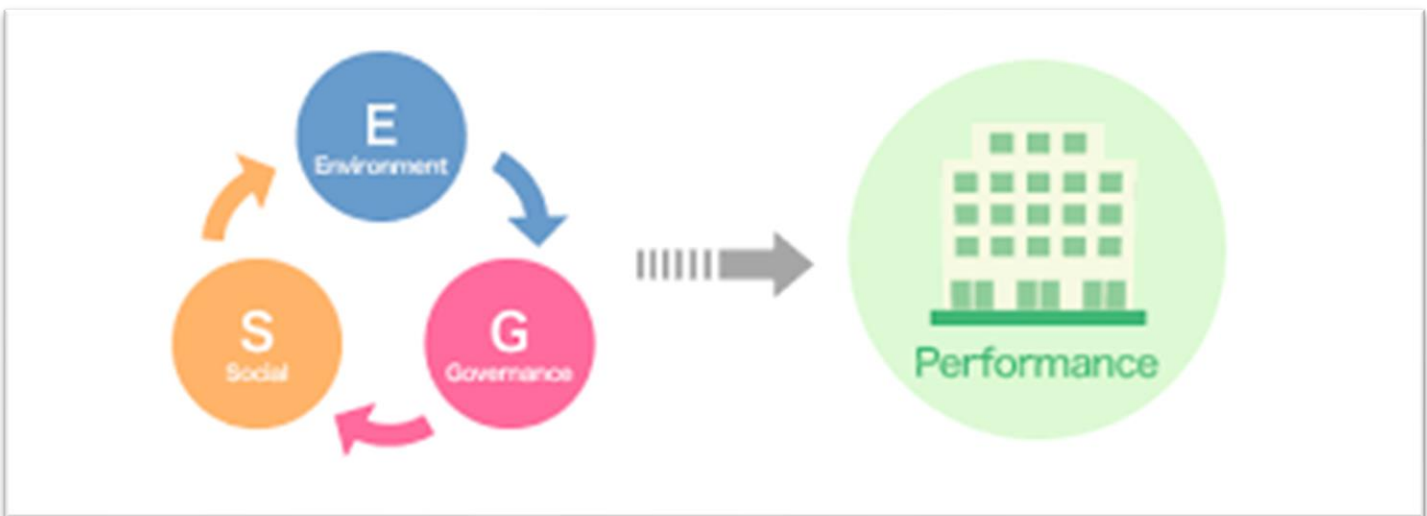 E
Environment
S
Social
G
Governance
Performance